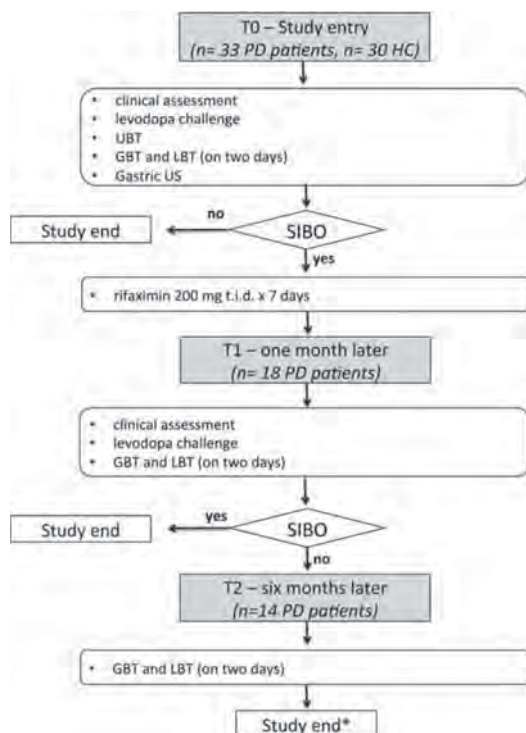 T0 – Study entry
(n= 33 PD patients, n= 30 HC)
• clinical assessment
• levodopa challenge
• UBT
• GBT and LBT (on two days)
• Gastric US
no
Study end
SIBO
yes
• rifaximin 200 mg t.i.d. x 7 days
T1 – one month later
(n= 18 PD patients)
• clinical assessment
• levodopa challenge
• GBT and LBT (on two days)
yes
Study end
SIBO
no
T2 – six months later
(n=14 PD patients)
• GBT and LBT (on two days)
Study end*